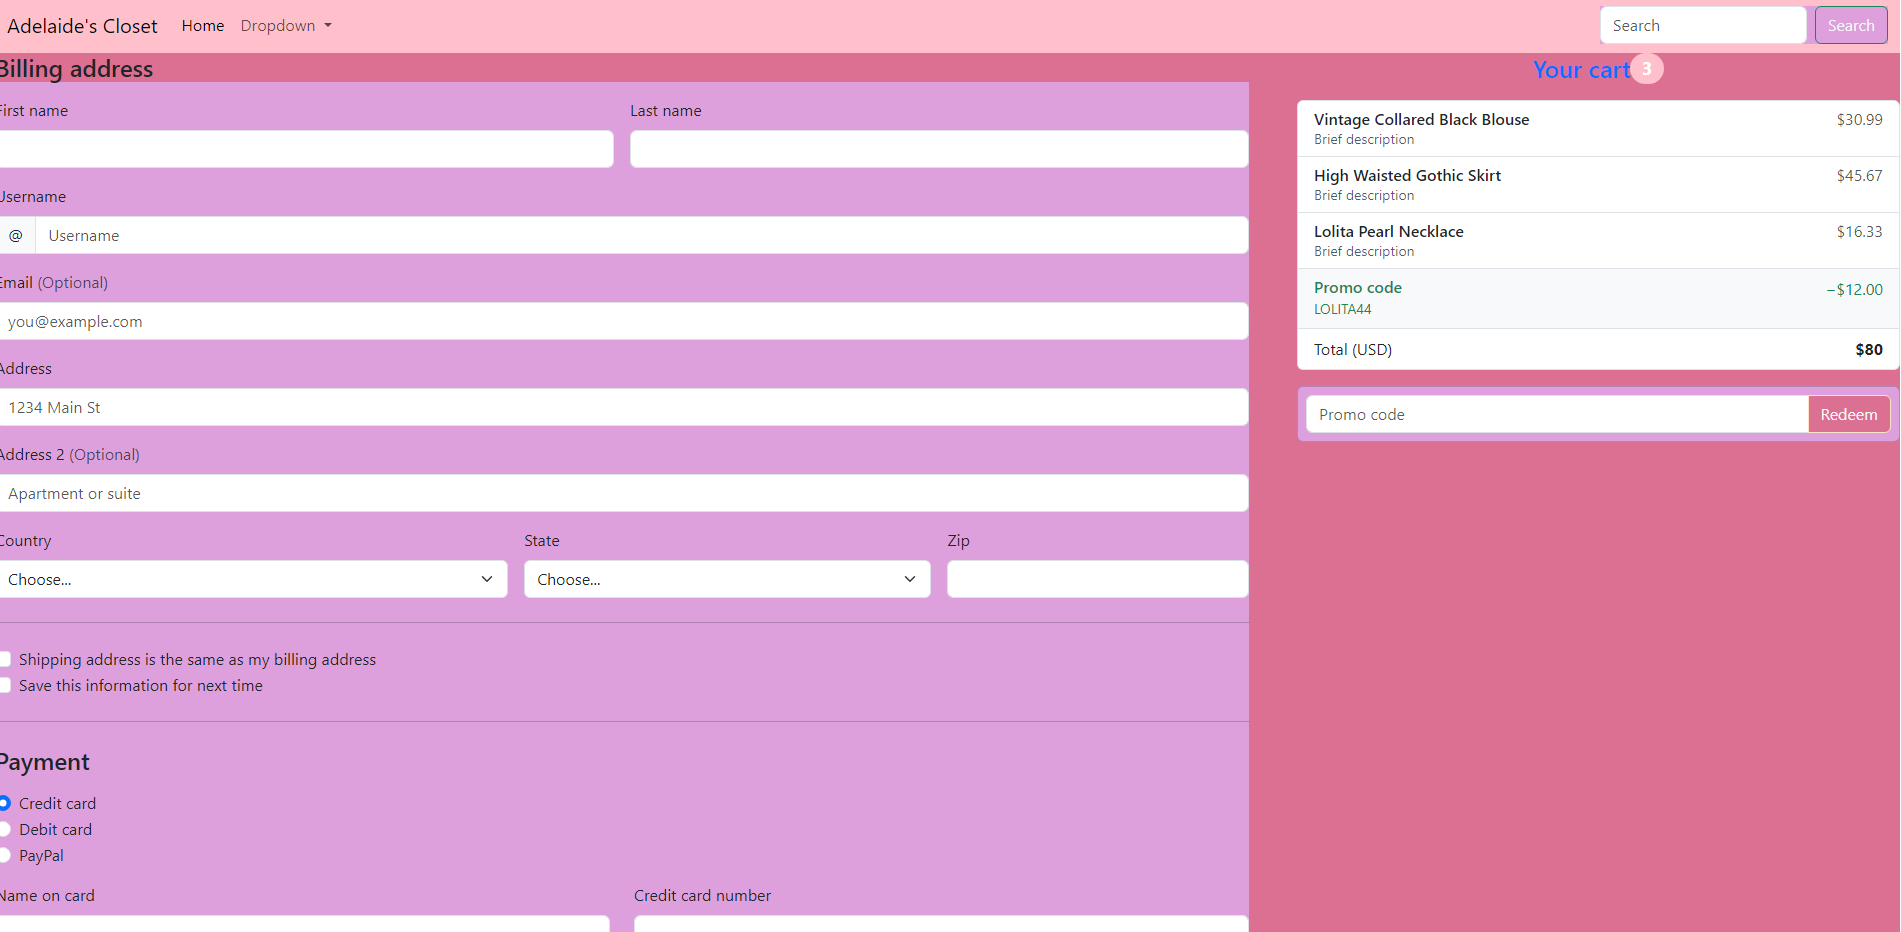 Adelaide's Closet Home Dropdown Search Search
Billing address
First name Last name
Username
@ Username
Email (Optional)
you@example.com
Address
1234 Main St
Address 2 (Optional)
Apartment or suite
Country State Zip
Choose... Choose...
Shipping address is the same as my billing address
Save this information for next time
Payment
Credit card
Debit card
PayPal
Name on card Credit card number
Your cart 3
Vintage Collared Black Blouse $30.99
Brief description
High Waisted Gothic Skirt $45.67
Brief description
Lolita Pearl Necklace $16.33
Brief description
Promo code −$12.00
LOLITA44
Total (USD) $80
Promo code Redeem